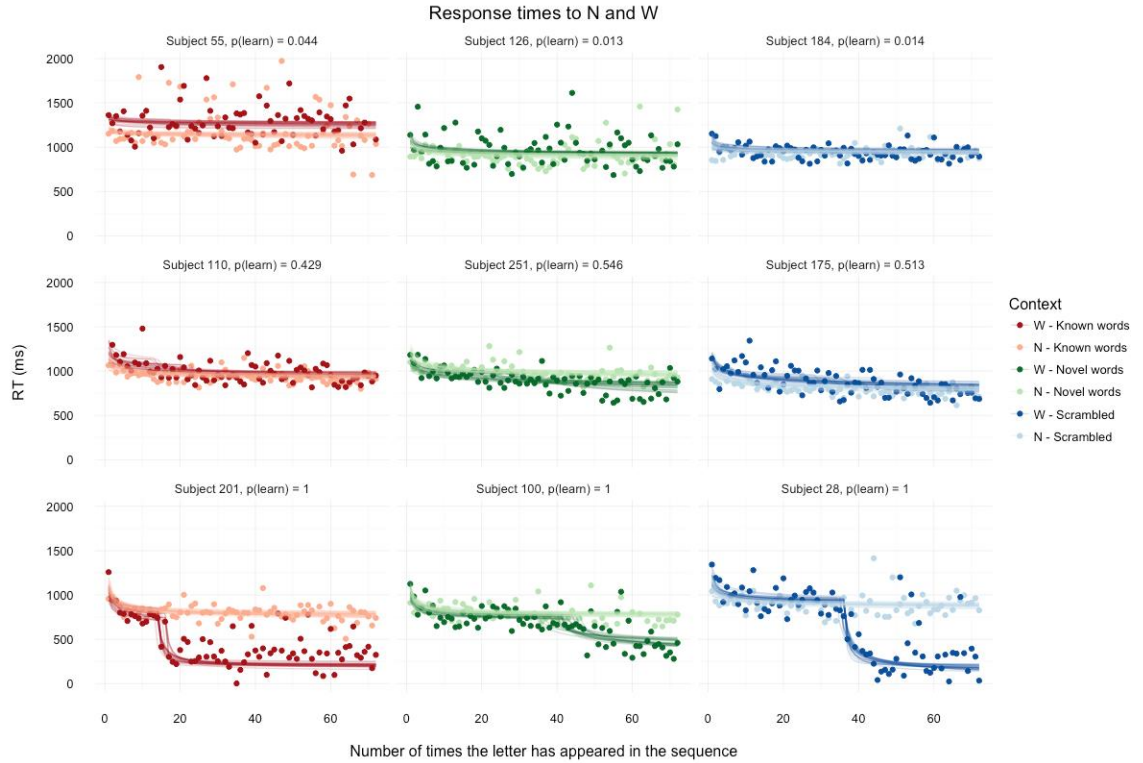 Response times to N and W
Subject 55, p(learn) = 0.044
Subject 126, p(learn) = 0.013
Subject 184, p(learn) = 0.014
2000
1500
1000
500
0
Subject 110, p(learn) = 0.429
Subject 251, p(learn) = 0.546
Subject 175, p(learn) = 0.513
2000
1500
1000
500
0
RT (ms)
Subject 201, p(learn) = 1
Subject 100, p(learn) = 1
Subject 28, p(learn) = 1
2000
1500
1000
500
0
0 20 40 60
0 20 40 60
0 20 40 60
Number of times the letter has appeared in the sequence
Context
W - Known words
N - Known words
W - Novel words
N - Novel words
W - Scrambled
N - Scrambled